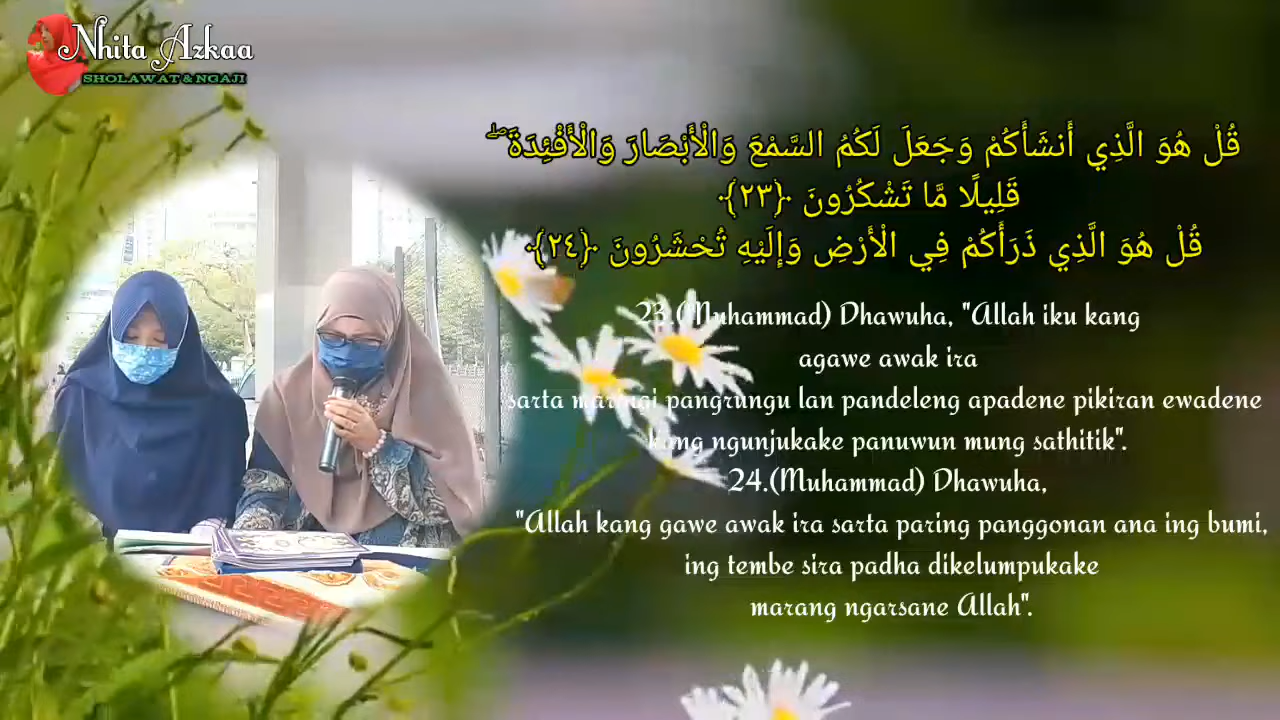 Nhita Azkaa
SHOLAWAT & NGAJI
قُلْ هُوَ الَّذِي أَنشَأَكُمْ وَجَعَلَ لَكُمُ السَّمْعَ وَالْأَبْصَارَ وَالْأَفْئِدَةَ ۖ
قَلِيلًا مَّا تَشْكُرُونَ ﴿٢٣﴾
قُلْ هُوَ الَّذِي ذَرَأَكُمْ فِي الْأَرْضِ وَإِلَيْهِ تُحْشَرُونَ ﴿٢٤﴾
23.(Muhammad) Dhawuha, "Allah iku kang
agawe awak ira
sarta maringi pangrungu lan pandeleng apadene pikiran ewadene
kang ngunjukake panuwun mung sathitik".
24.(Muhammad) Dhawuha,
"Allah kang gawe awak ira sarta paring panggonan ana ing bumi,
ing tembe sira padha dikelumpukake
marang ngarsane Allah".